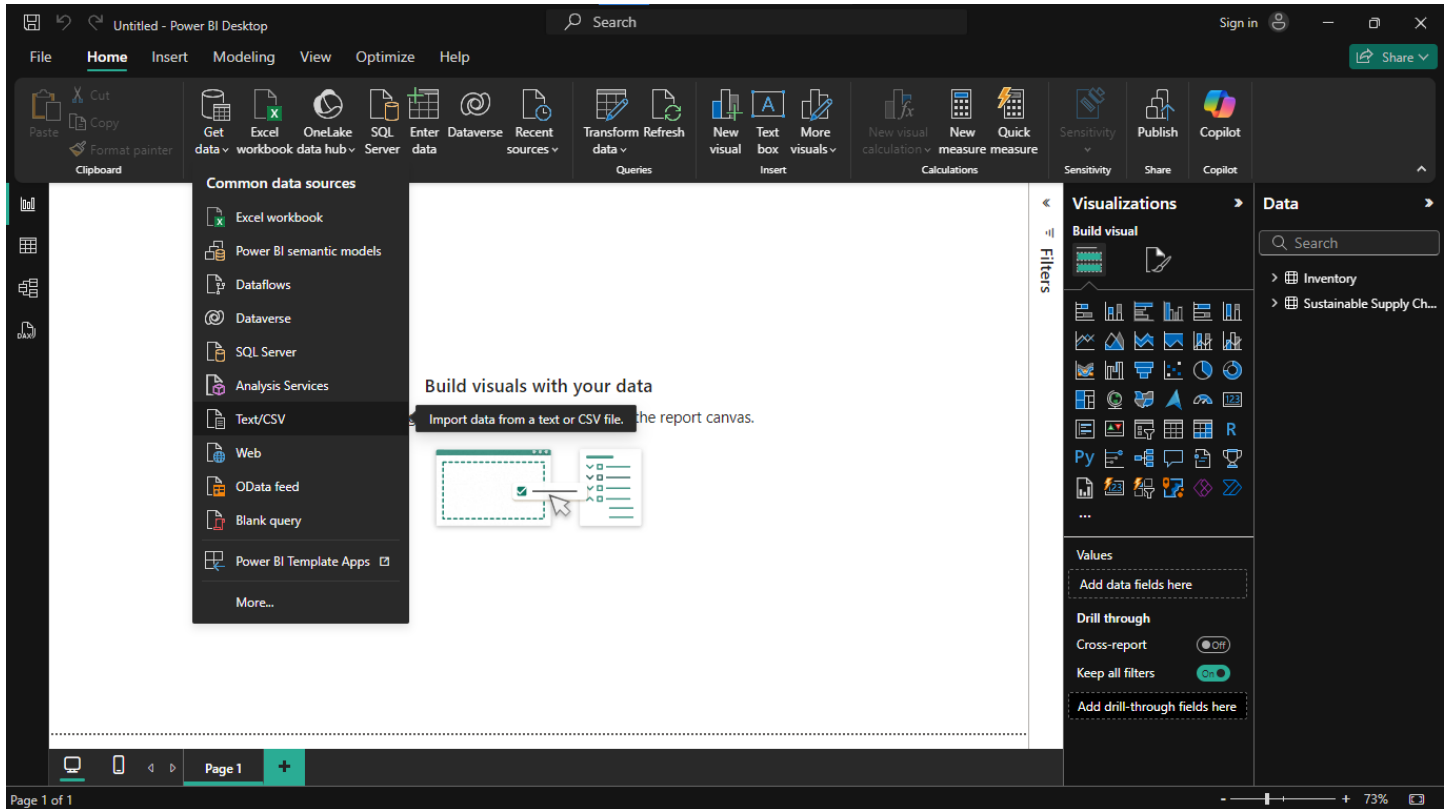 Untitled - Power BI Desktop
Search
Sign in
File Home Insert Modeling View Optimize Help
Share
Paste
Cut
Copy
Format painter
Clipboard
Get data
Excel workbook
OneLake data hub
SQL Server
Enter data
Dataverse
Recent sources
Transform data
Refresh
Queries
New visual
Text box
More visuals
Insert
New visual calculation
New measure
Quick measure
Calculations
Sensitivity
Sensitivity
Publish
Share
Copilot
Copilot
Common data sources
Excel workbook
Power BI semantic models
Dataflows
Dataverse
SQL Server
Analysis Services
Text/CSV
Web
OData feed
Blank query
Power BI Template Apps
More...
Import data from a text or CSV file.
Build visuals with your data
the report canvas.
DAX
Filters
Visualizations
Build visual
123
R
Py
123
...
Values
Add data fields here
Drill through
Cross-report
Off
Keep all filters
On
Add drill-through fields here
Data
Search
Inventory
Sustainable Supply Ch...
Page 1
+
Page 1 of 1
- + 73%